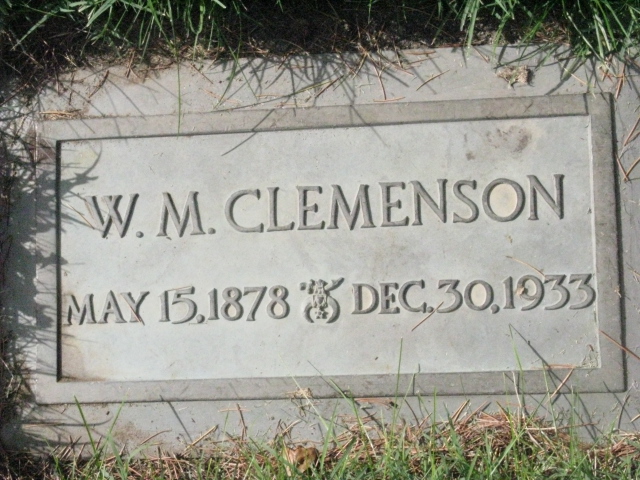 W. M. CLEMENSON
MAY 15, 1878 DEC. 30, 1933